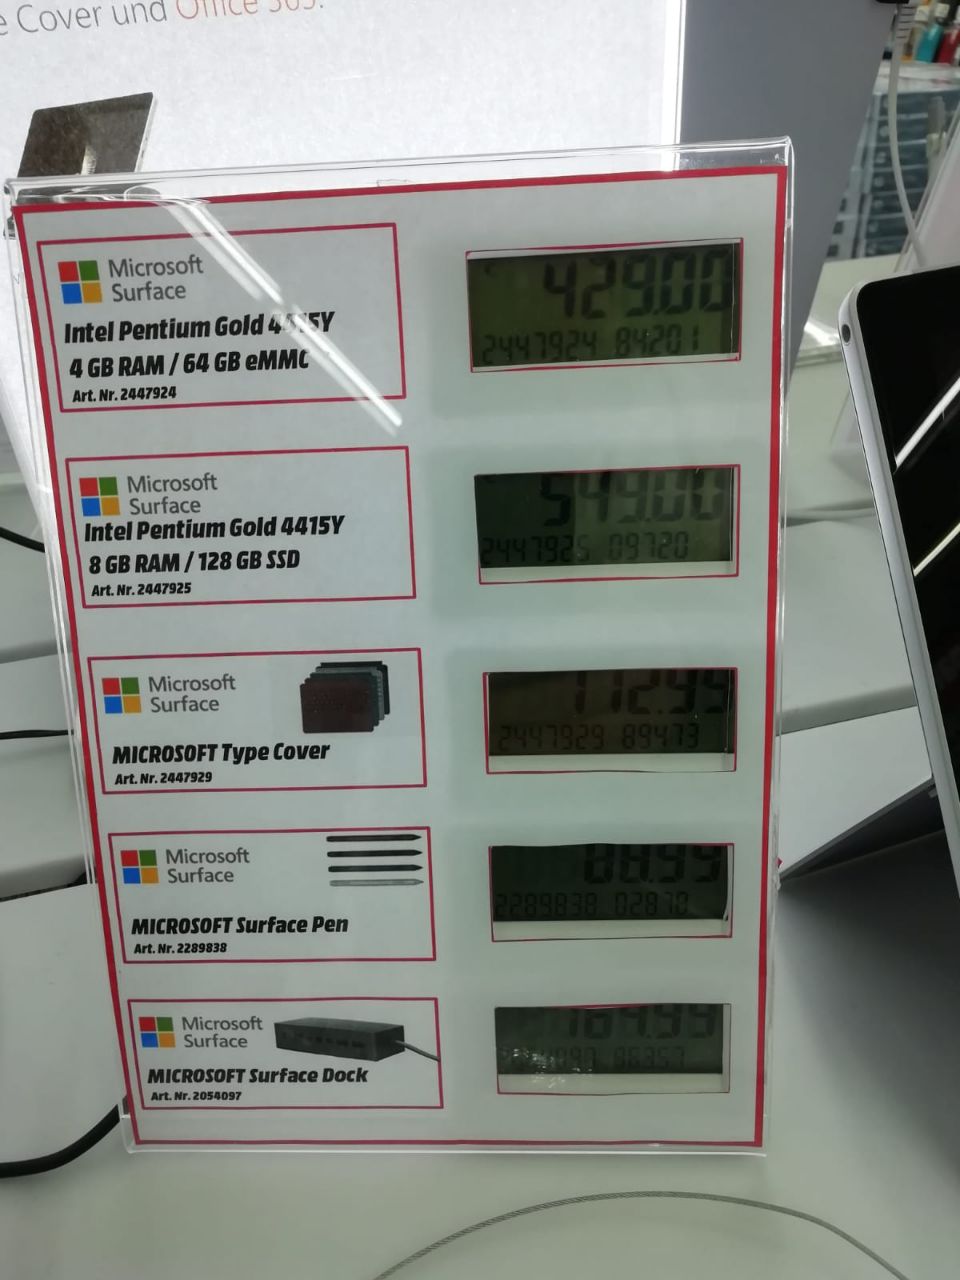 e Cover und Office 365.
Microsoft
Surface
Intel Pentium Gold 4415Y
4 GB RAM / 64 GB eMMC
Art. Nr. 2447924
429.00
2447924 84201
Microsoft
Surface
Intel Pentium Gold 4415Y
8 GB RAM / 128 GB SSD
Art. Nr. 2447925
549.00
2447925 09720
Microsoft
Surface
MICROSOFT Type Cover
Art. Nr. 2447929
112.95
2447929 89473
Microsoft
Surface
MICROSOFT Surface Pen
Art. Nr. 2289838
88.99
2289838 02870
Microsoft
Surface
MICROSOFT Surface Dock
Art. Nr. 2054097